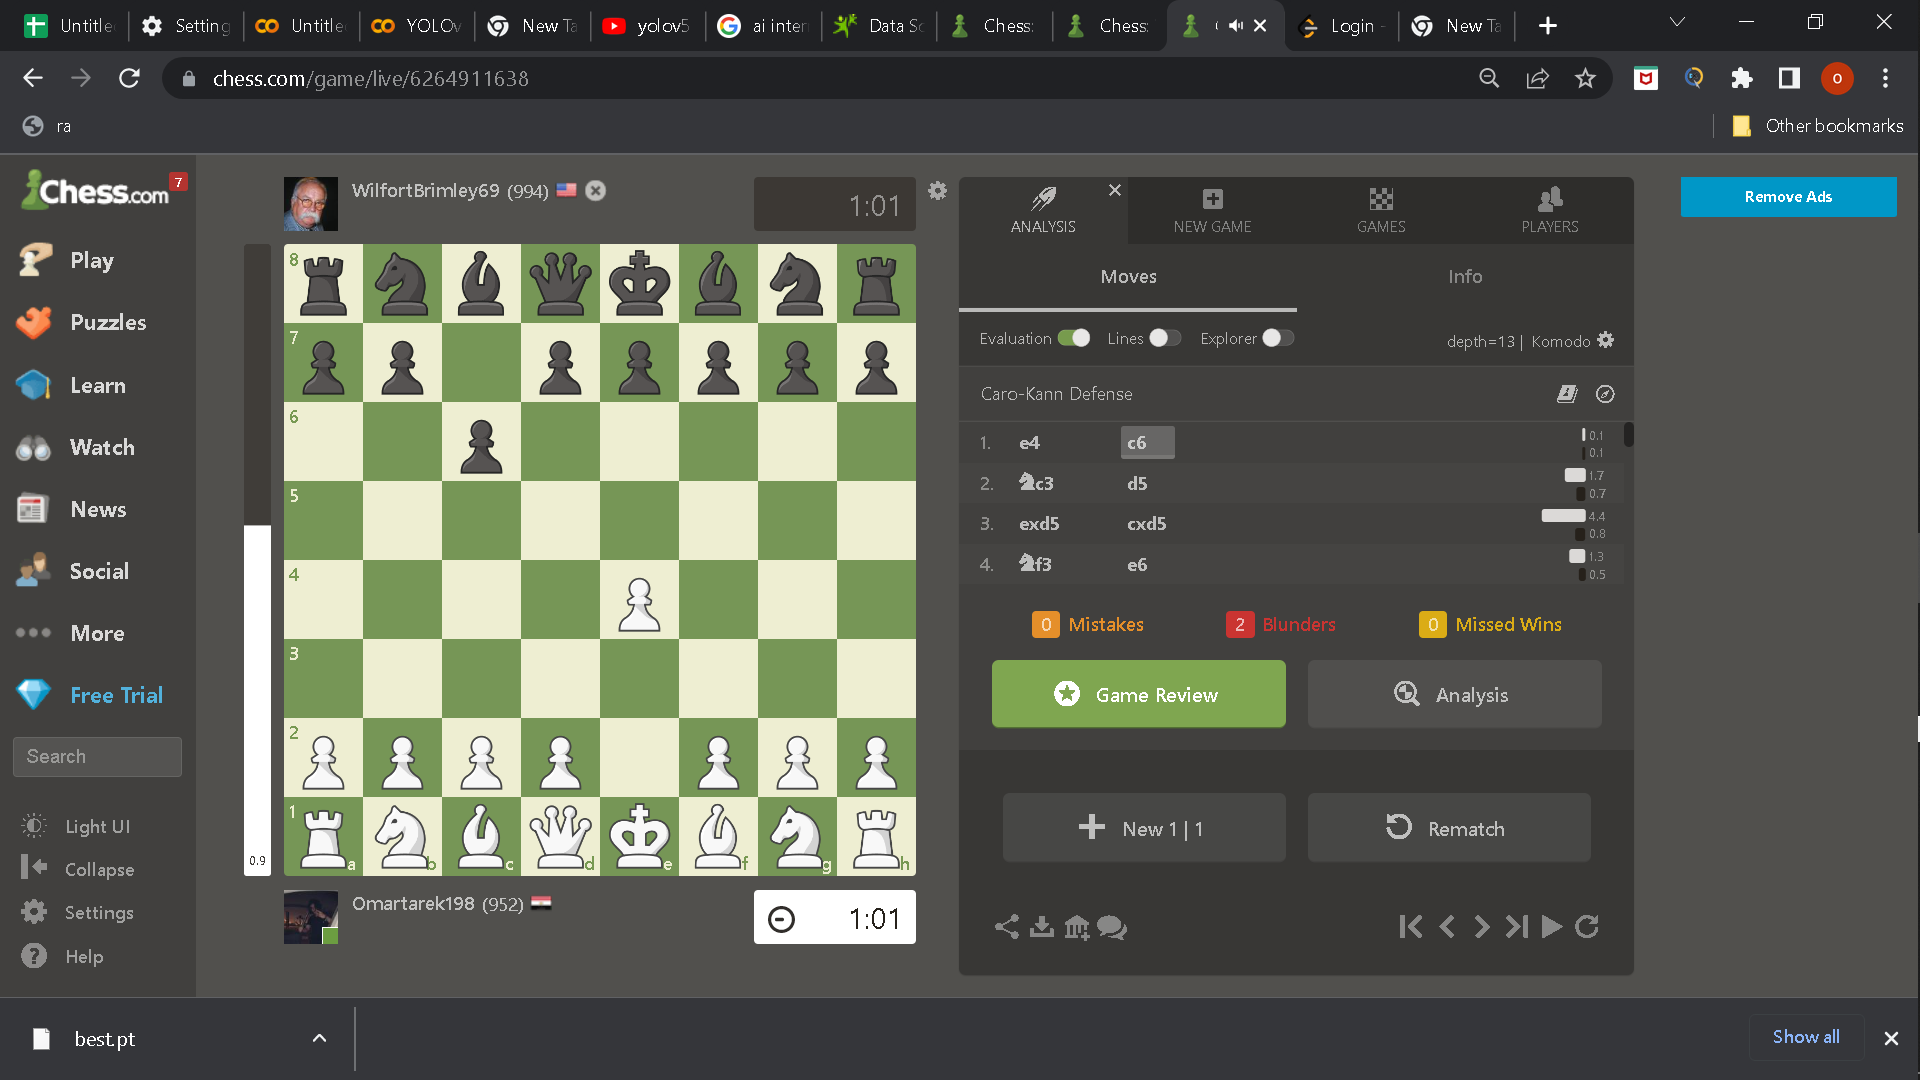 Untitle
Setting
Untitle
YOLOv
New Ta
yolov5
ai inter
Data Sc
Chess:
Chess:
Login -
New Ta
chess.com/game/live/6264911638
ra
Other bookmarks
Chess.com
7
Play
Puzzles
Learn
Watch
News
Social
More
Free Trial
Search
Light UI
Collapse
Settings
Help
WilfortBrimley69 (994)
1:01
8
7
6
5
4
3
2
1
a b c d e f g h
0.9
Omartarek198 (952)
1:01
ANALYSIS
NEW GAME
GAMES
PLAYERS
Moves
Info
Evaluation
Lines
Explorer
depth=13 | Komodo
Caro-Kann Defense
1. e4 c6 0.1
0.1
2. c3 d5 1.7
0.7
3. exd5 cxd5 4.4
0.8
4. f3 e6 1.3
0.5
0 Mistakes
2 Blunders
0 Missed Wins
Game Review
Analysis
New 1 | 1
Rematch
Remove Ads
best.pt
Show all